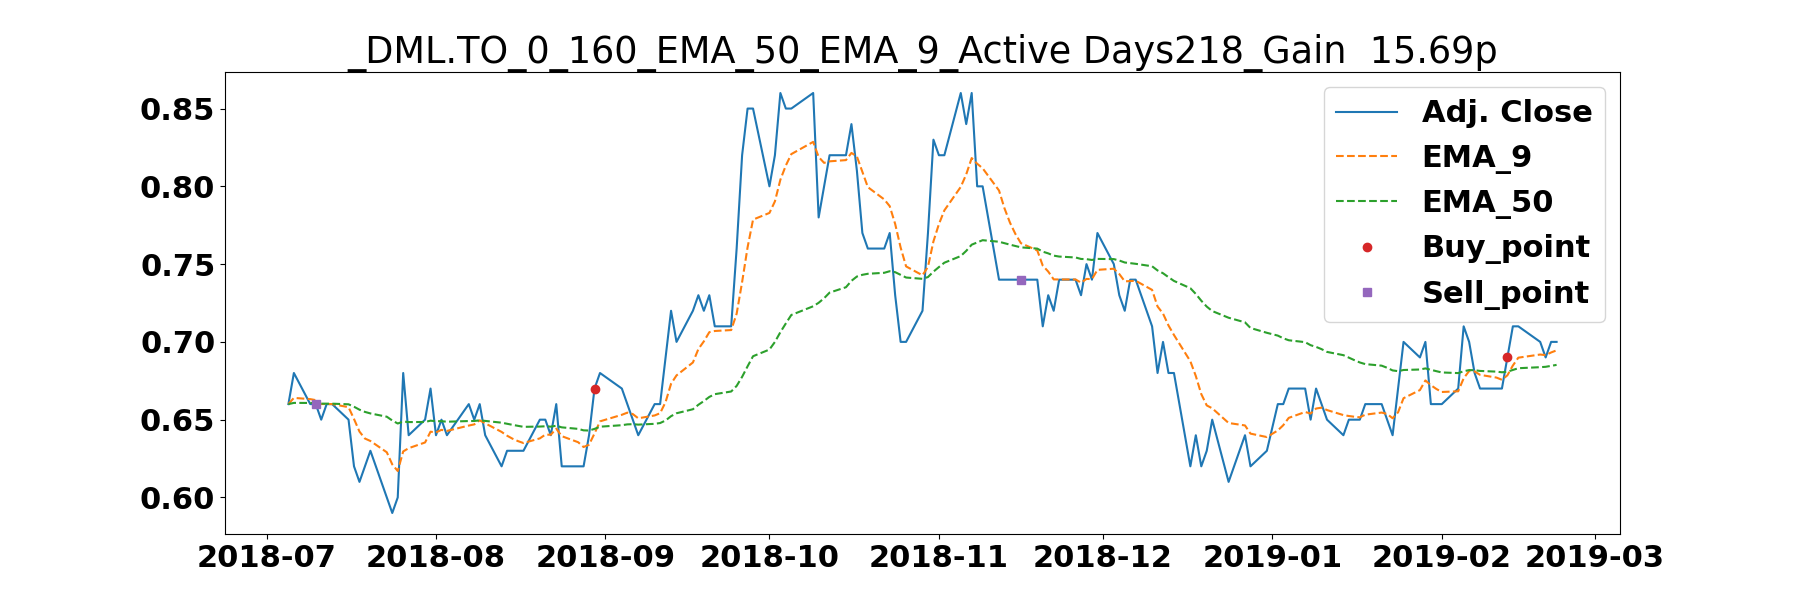 _DML.TO_0_160_EMA_50_EMA_9_Active Days218_Gain  15.69p
0.85
0.80
0.75
0.70
0.65
0.60
Adj. Close
EMA_9
EMA_50
Buy_point
Sell_point
2018-07 2018-08 2018-09 2018-10 2018-11 2018-12 2019-01 2019-02 2019-03